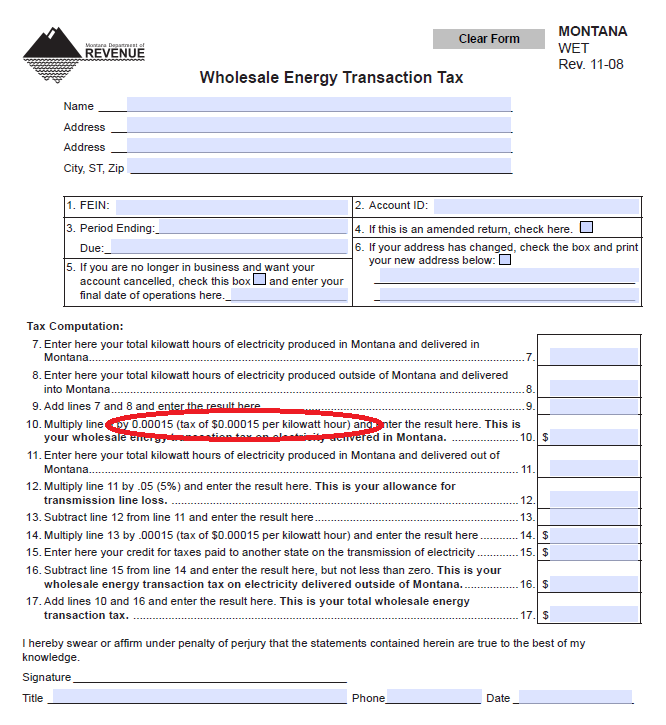 Montana Department of
REVENUE
Clear Form
MONTANA
WET
Rev. 11-08
Wholesale Energy Transaction Tax
Name
Address
Address
City, ST, Zip
1. FEIN:
2. Account ID:
3. Period Ending:
Due:
4. If this is an amended return, check here.
5. If you are no longer in business and want your
account cancelled, check this box and enter your
final date of operations here.
6. If your address has changed, check the box and print
your new address below:
Tax Computation:
7. Enter here your total kilowatt hours of electricity produced in Montana and delivered in
Montana 7.
8. Enter here your total kilowatt hours of electricity produced outside of Montana and delivered
into Montana 8.
9. Add lines 7 and 8 and enter the result here 9.
10. Multiply line by 0.00015 (tax of $0.00015 per kilowatt hour) and enter the result here. This is
your wholesale energy transaction tax on electricity delivered in Montana. 10. $
11. Enter here your total kilowatt hours of electricity produced in Montana and delivered out of
Montana 11.
12. Multiply line 11 by .05 (5%) and enter the result here. This is your allowance for
transmission line loss. 12.
13. Subtract line 12 from line 11 and enter the result here 13.
14. Multiply line 13 by .00015 (tax of $0.00015 per kilowatt hour) and enter the result here 14. $
15. Enter here your credit for taxes paid to another state on the transmission of electricity 15. $
16. Subtract line 15 from line 14 and enter the result here, but not less than zero. This is your
wholesale energy transaction tax on electricity delivered outside of Montana. 16. $
17. Add lines 10 and 16 and enter the result here. This is your total wholesale energy
transaction tax. 17. $
I hereby swear or affirm under penalty of perjury that the statements contained herein are true to the best of my
knowledge.
Signature
Title Phone Date